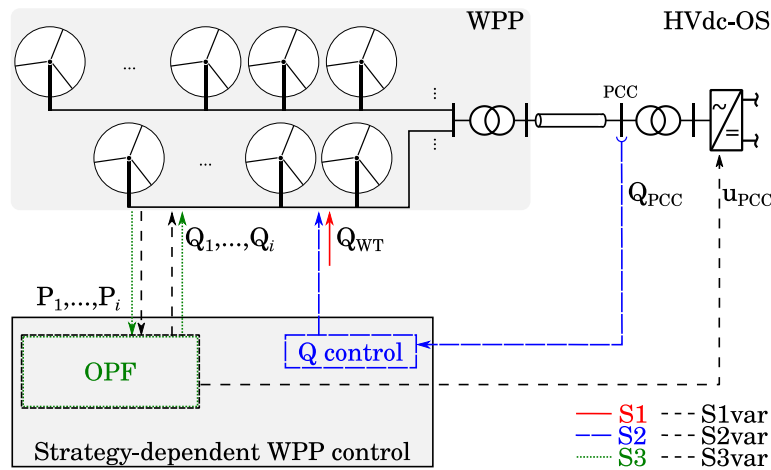 WPP HVdc-OS
...
...
PCC
~
=
...
...
Q_PCC u_PCC
Q_1,...,Q_i Q_WT
P_1,...,P_i
Q control
OPF
S1 S1var
S2 S2var
S3 S3var
Strategy-dependent WPP control